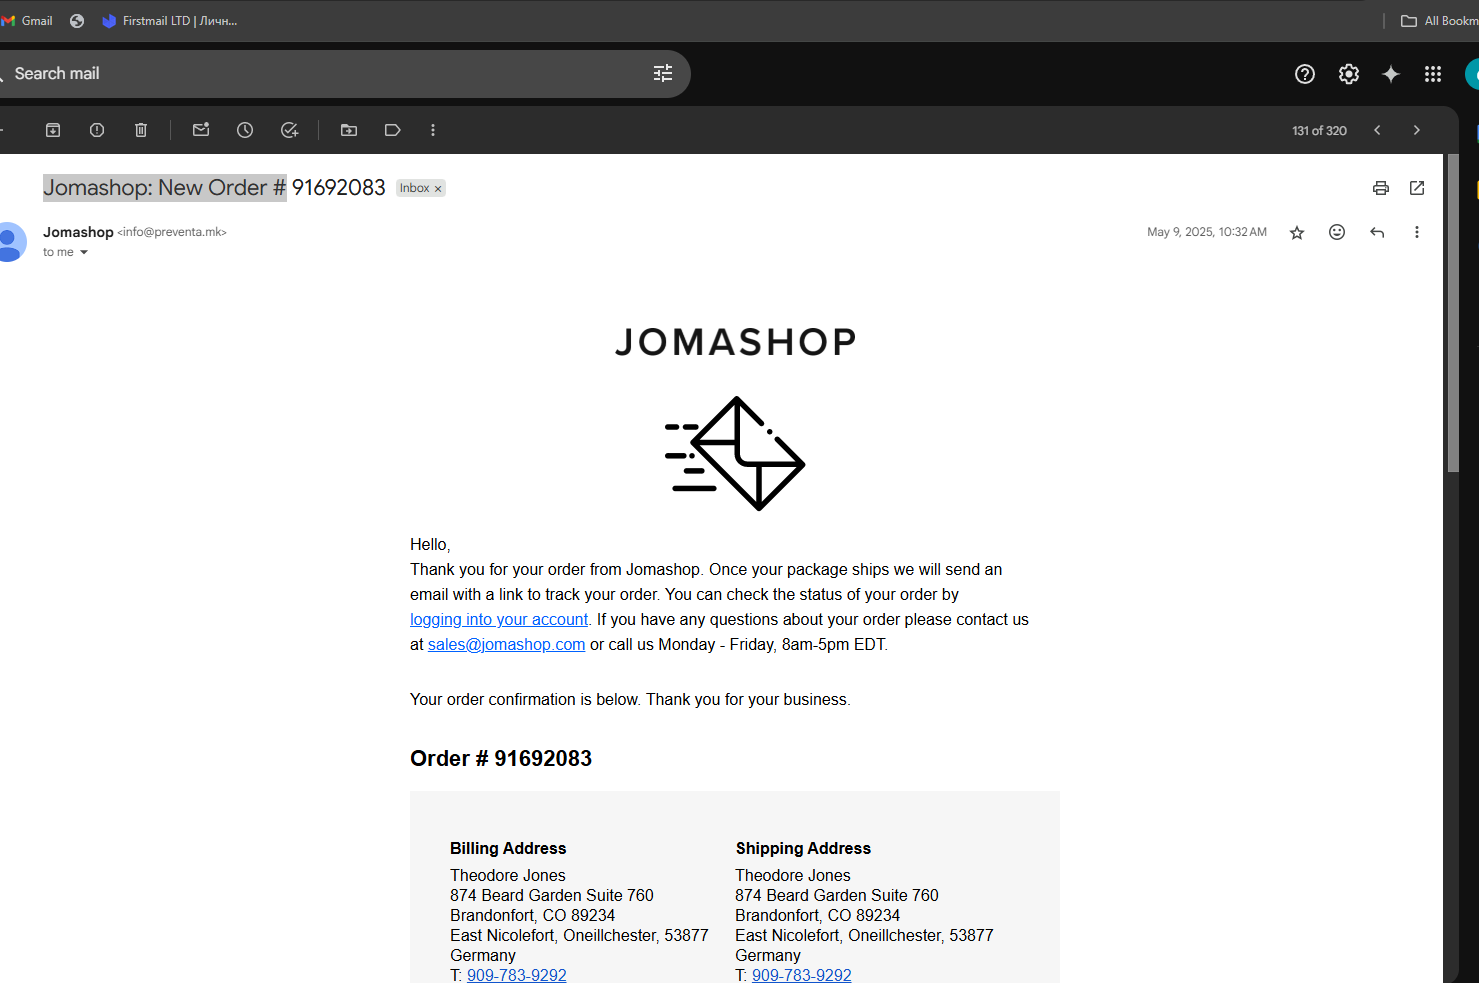 Gmail
Firstmail LTD | Личн...
All Bookm
Search mail
131 of 320
Jomashop: New Order # 91692083 Inbox ×
Jomashop <info@preventa.mk>
May 9, 2025, 10:32 AM
to me
JOMASHOP
Hello,
Thank you for your order from Jomashop. Once your package ships we will send an
email with a link to track your order. You can check the status of your order by
logging into your account. If you have any questions about your order please contact us
at sales@jomashop.com or call us Monday - Friday, 8am-5pm EDT.
Your order confirmation is below. Thank you for your business.
Order # 91692083
Billing Address
Theodore Jones
874 Beard Garden Suite 760
Brandonfort, CO 89234
East Nicolefort, Oneillchester, 53877
Germany
T: 909-783-9292
Shipping Address
Theodore Jones
874 Beard Garden Suite 760
Brandonfort, CO 89234
East Nicolefort, Oneillchester, 53877
Germany
T: 909-783-9292